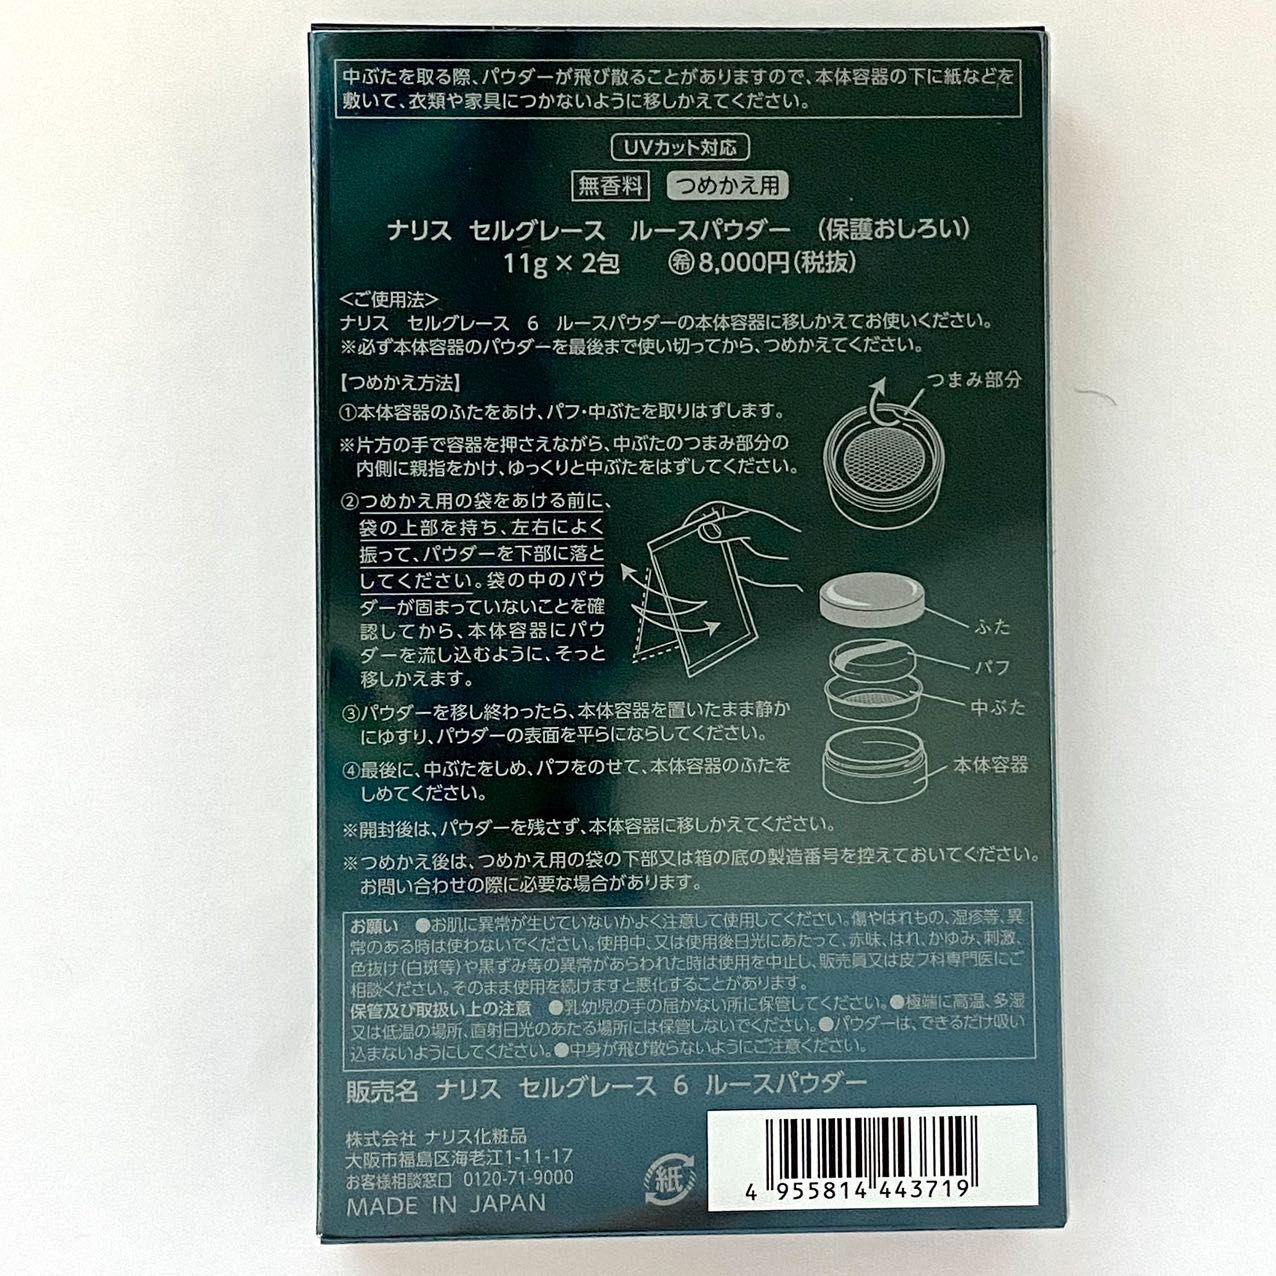 中ぶたを取る際、パウダーが飛び散ることがありますので、本体容器の下に紙などを
敷いて、衣類や家具につかないように移しかえてください。
UVカット対応
無香料 つめかえ用
ナリス セルグレース ルースパウダー (保護おしろい)
11g×2包 ㊕8,000円(税抜)
<ご使用法>
ナリス セルグレース 6 ルースパウダーの本体容器に移しかえてお使いください。
※必ず本体容器のパウダーを最後まで使い切ってから、つめかえてください。
【つめかえ方法】
①本体容器のふたをあけ、パフ・中ぶたを取りはずします。
※片方の手で容器を押さえながら、中ぶたのつまみ部分の
内側に親指をかけ、ゆっくりと中ぶたをはずしてください。
つまみ部分
②つめかえ用の袋をあける前に、
袋の上部を持ち、左右によく
振って、パウダーを下部に落と
してください。袋の中のパウ
ダーが固まっていないことを確
認してから、本体容器にパウ
ダーを流し込むように、そっと
移しかえます。
ふた
パフ
中ぶた
本体容器
③パウダーを移し終わったら、本体容器を置いたまま静か
にゆすり、パウダーの表面を平らにならしてください。
④最後に、中ぶたをしめ、パフをのせて、本体容器のふたを
しめてください。
※開封後は、パウダーを残さず、本体容器に移しかえてください。
※つめかえ後は、つめかえ用の袋の下部又は箱の底の製造番号を控えておいてください。
お問い合わせの際に必要な場合があります。
お願い ●お肌に異常が生じていないかよく注意して使用してください。傷やはれもの、湿疹等、異
常のある時は使わないでください。使用中、又は使用後日光にあたって、赤味、はれ、かゆみ、刺激、
色抜け(白斑等)や黒ずみ等の異常があらわれた時は使用を中止し、販売員又は皮フ科専門医にご
相談ください。そのまま使用を続けますと悪化することがあります。
保管及び取扱い上の注意 ●乳幼児の手の届かない所に保管してください。●極端に高温、多湿
又は低温の場所、直射日光のあたる場所には保管しないでください。●パウダーは、できるだけ吸い
込まないようにしてください。●中身が飛び散らないようにご注意ください。
販売名 ナリス セルグレース 6 ルースパウダー
株式会社 ナリス化粧品
大阪市福島区海老江1-11-17
お客様相談窓口 0120-71-9000
MADE IN JAPAN
紙
4 955814 443719